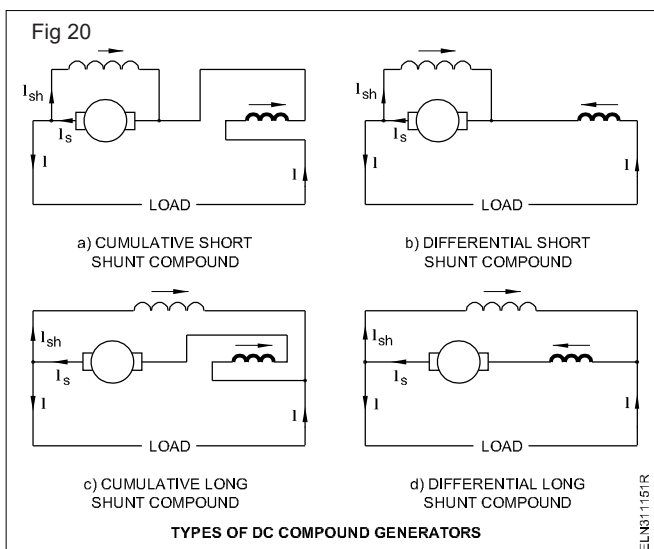 Fig 20
Ish
Is
I
I
LOAD
a) CUMULATIVE SHORT
SHUNT COMPOUND
Ish
Is
I
I
LOAD
b) DIFFERENTIAL SHORT
SHUNT COMPOUND
Ish
Is
I
I
LOAD
c) CUMULATIVE LONG
SHUNT COMPOUND
Ish
Is
I
I
LOAD
d) DIFFERENTIAL LONG
SHUNT COMPOUND
TYPES OF DC COMPOUND GENERATORS
ELN311151R